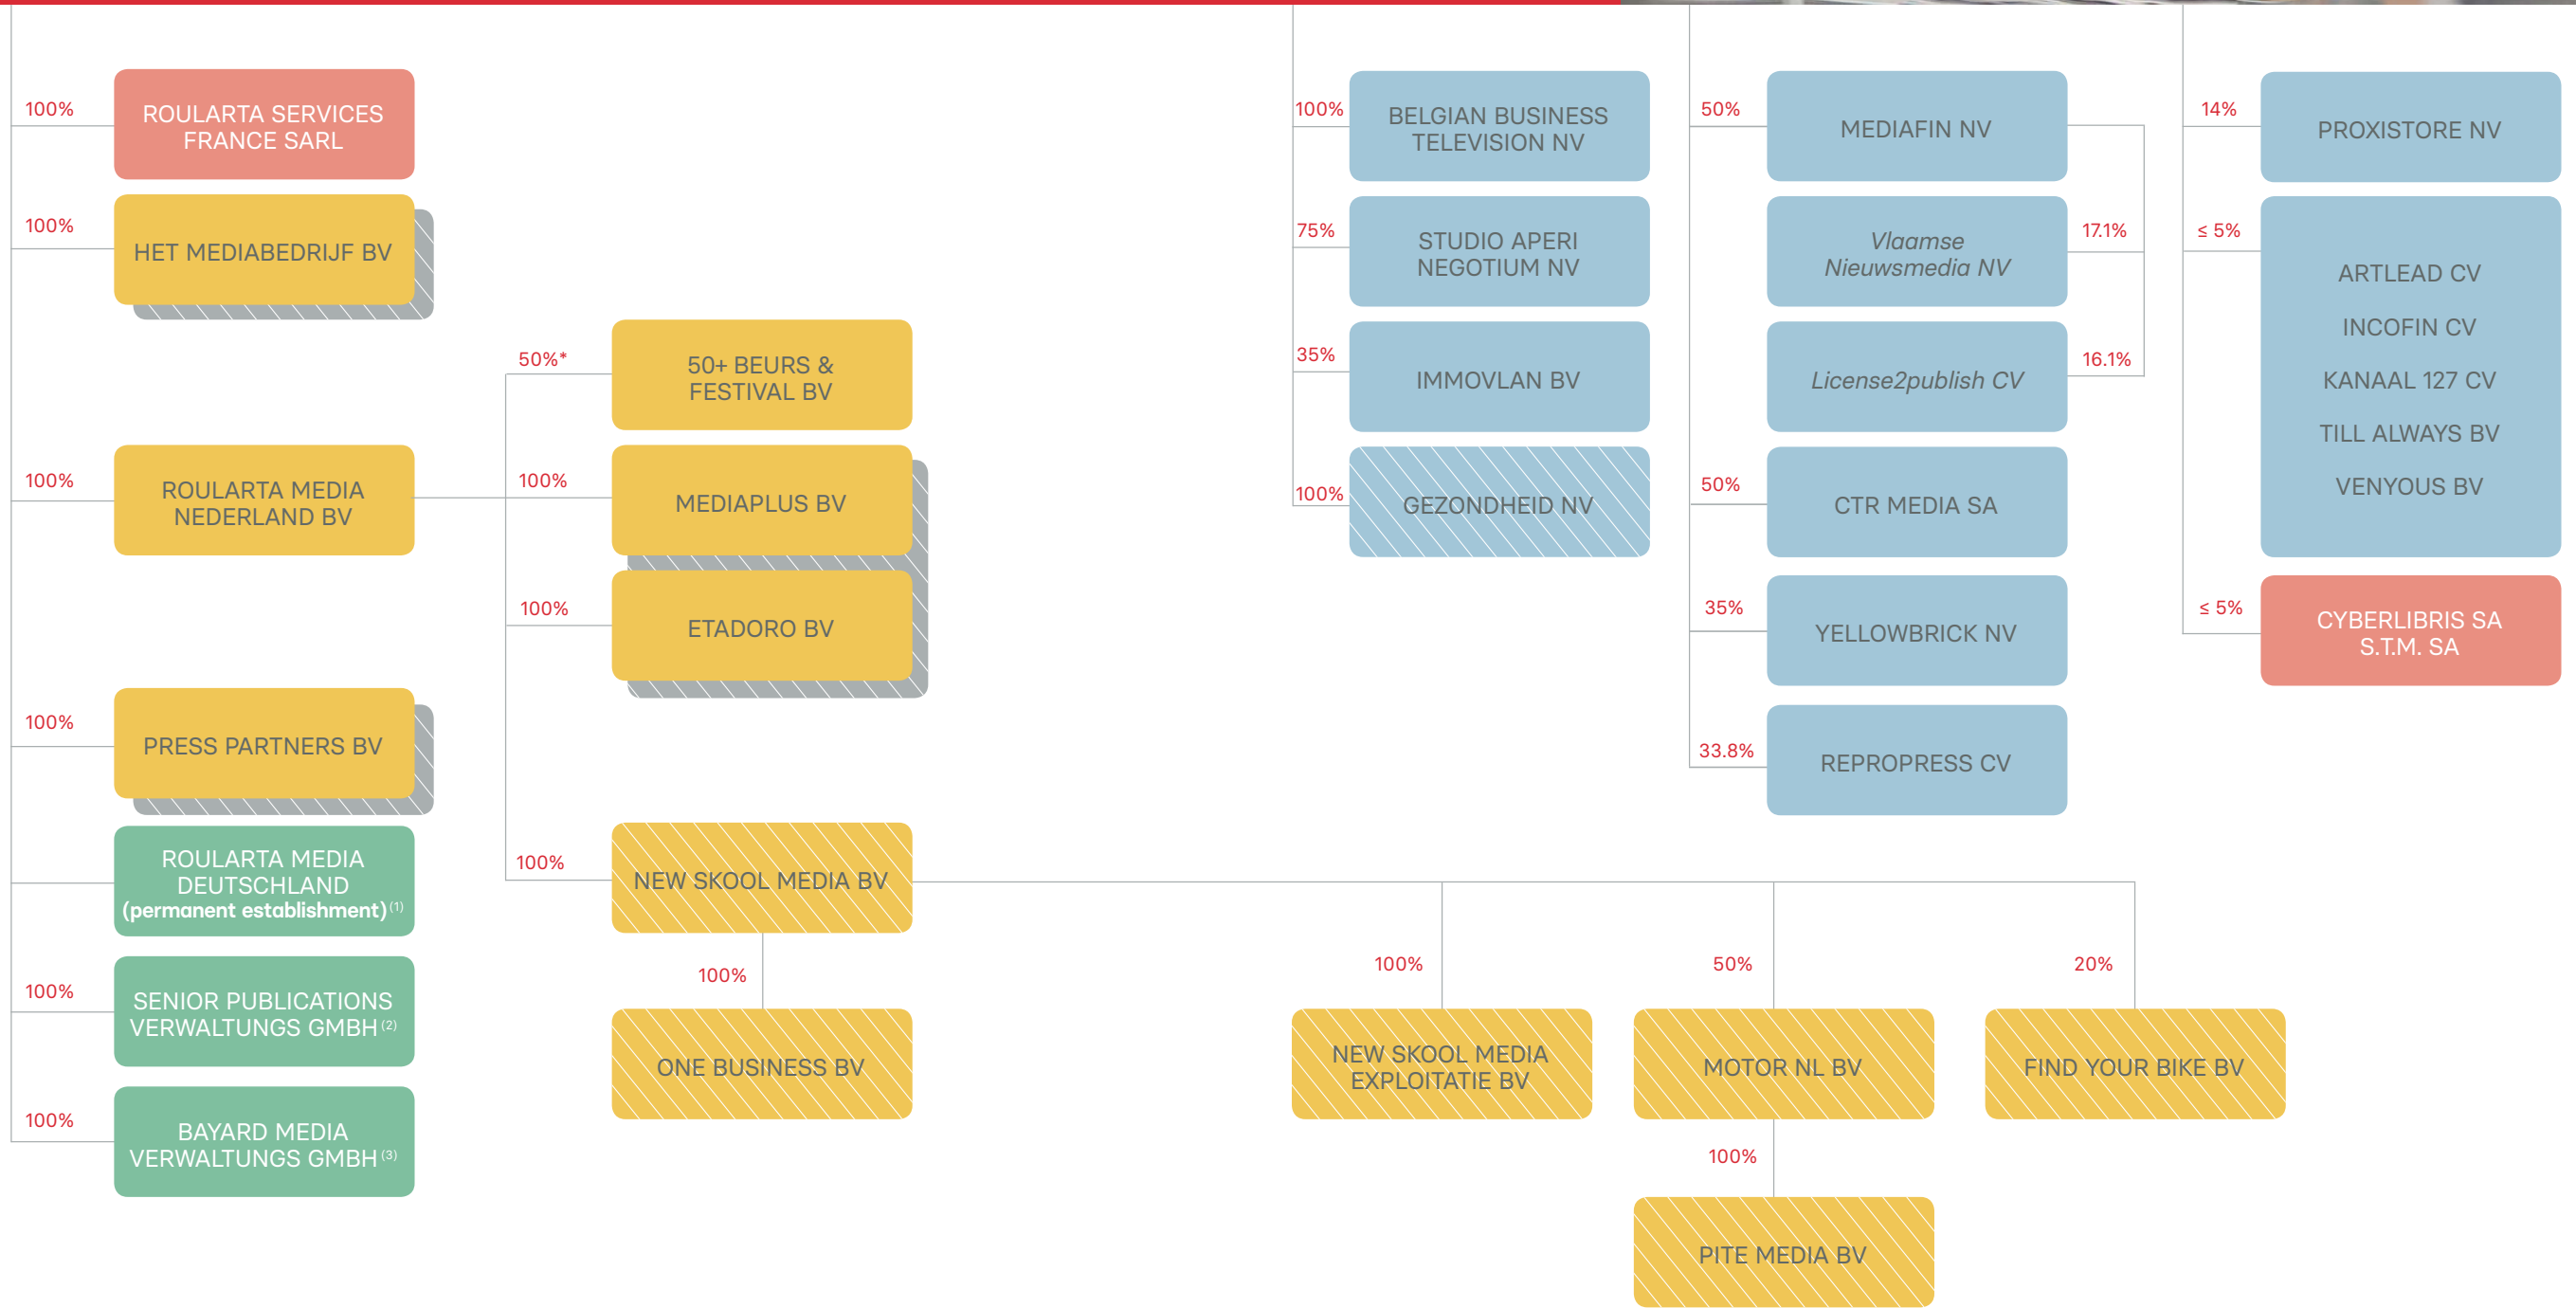 100%
ROULARTA SERVICES
FRANCE SARL
100%
HET MEDIABEDRIJF BV
100%
ROULARTA MEDIA
NEDERLAND BV
100%
PRESS PARTNERS BV
ROULARTA MEDIA
DEUTSCHLAND
(permanent establishment) (1)
100%
SENIOR PUBLICATIONS
VERWALTUNGS GMBH (2)
100%
BAYARD MEDIA
VERWALTUNGS GMBH (3)
50%*
50+ BEURS &
FESTIVAL BV
100%
MEDIAPLUS BV
100%
ETADORO BV
100%
NEW SKOOL MEDIA BV
100%
ONE BUSINESS BV
100%
BELGIAN BUSINESS
TELEVISION NV
75%
STUDIO APERI
NEGOTIUM NV
35%
IMMOVLAN BV
100%
GEZONDHEID NV
50%
MEDIAFIN NV
Vlaamse
Nieuwsmedia NV
17.1%
License2publish CV
16.1%
50%
CTR MEDIA SA
35%
YELLOWBRICK NV
33.8%
REPROPRESS CV
14%
PROXISTORE NV
≤ 5%
ARTLEAD CV
INCOFIN CV
KANAAL 127 CV
TILL ALWAYS BV
VENYOUS BV
≤ 5%
CYBERLIBRIS SA
S.T.M. SA
100%
NEW SKOOL MEDIA
EXPLOITATIE BV
50%
MOTOR NL BV
20%
FIND YOUR BIKE BV
100%
PITE MEDIA BV